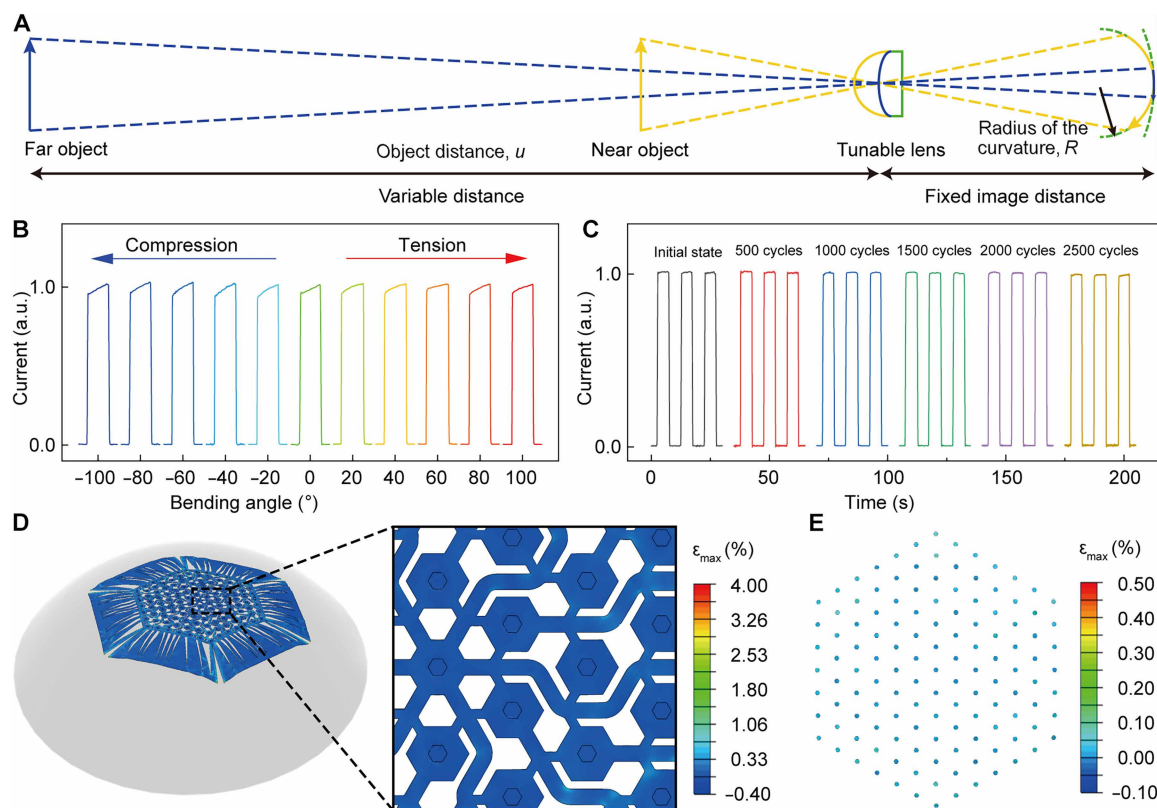 A
Far object
Object distance, u
Near object
Tunable lens
Radius of the
curvature, R
Variable distance
Fixed image distance
B
Compression
Tension
1.0
0.0
Current (a.u.)
−100 −80 −60 −40 −20 0 20 40 60 80 100
Bending angle (°)
C
Initial state 500 cycles 1000 cycles 1500 cycles 2000 cycles 2500 cycles
1.0
0.0
Current (a.u.)
0 50 100 150 200
Time (s)
D
εmax (%)
4.00
3.26
2.53
1.80
1.06
0.33
−0.40
E
εmax (%)
0.50
0.40
0.30
0.20
0.10
0.00
−0.10